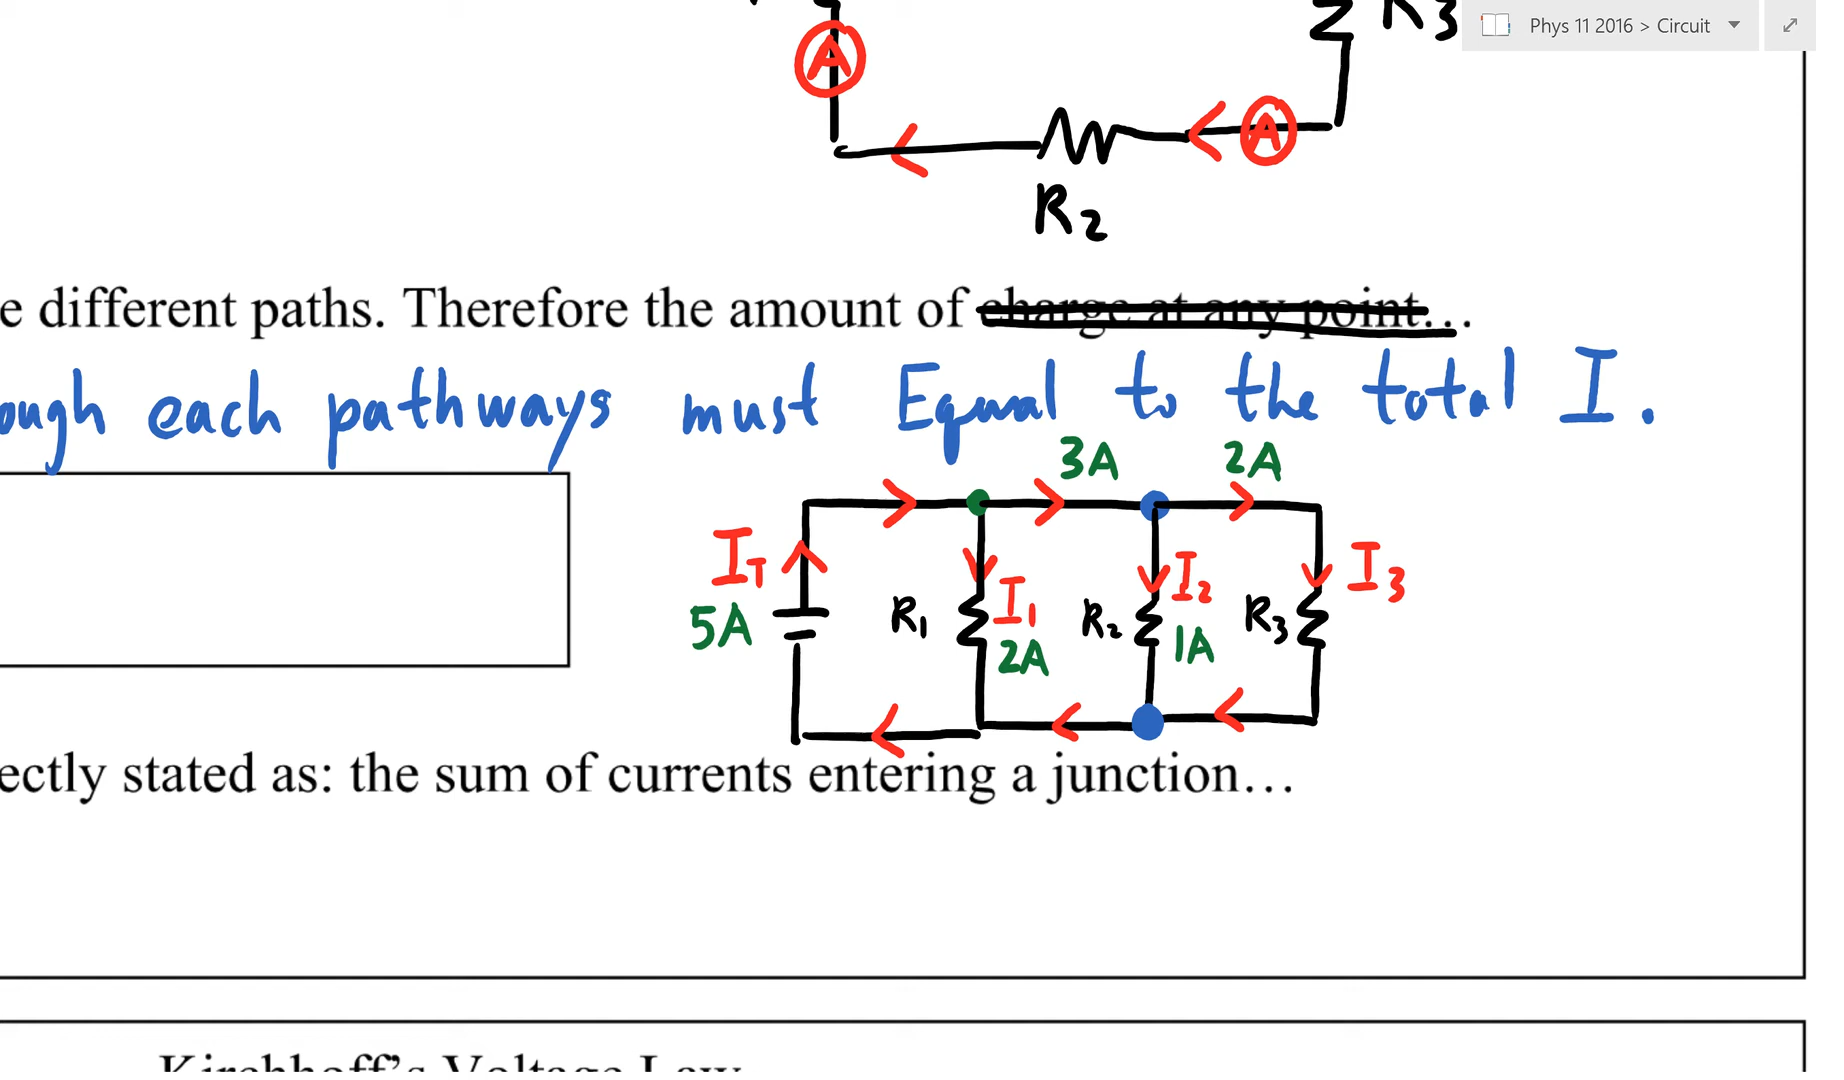 R3
Phys 11 2016 > Circuit
A
A
R2
e different paths. Therefore the amount of charge at any point...
ough each pathways must Equal to the total I.
3A 2A
IT I1 I2 I3
5A R1 R2 R3
2A 1A
ectly stated as: the sum of currents entering a junction...
Kirchhoff's Voltage Law